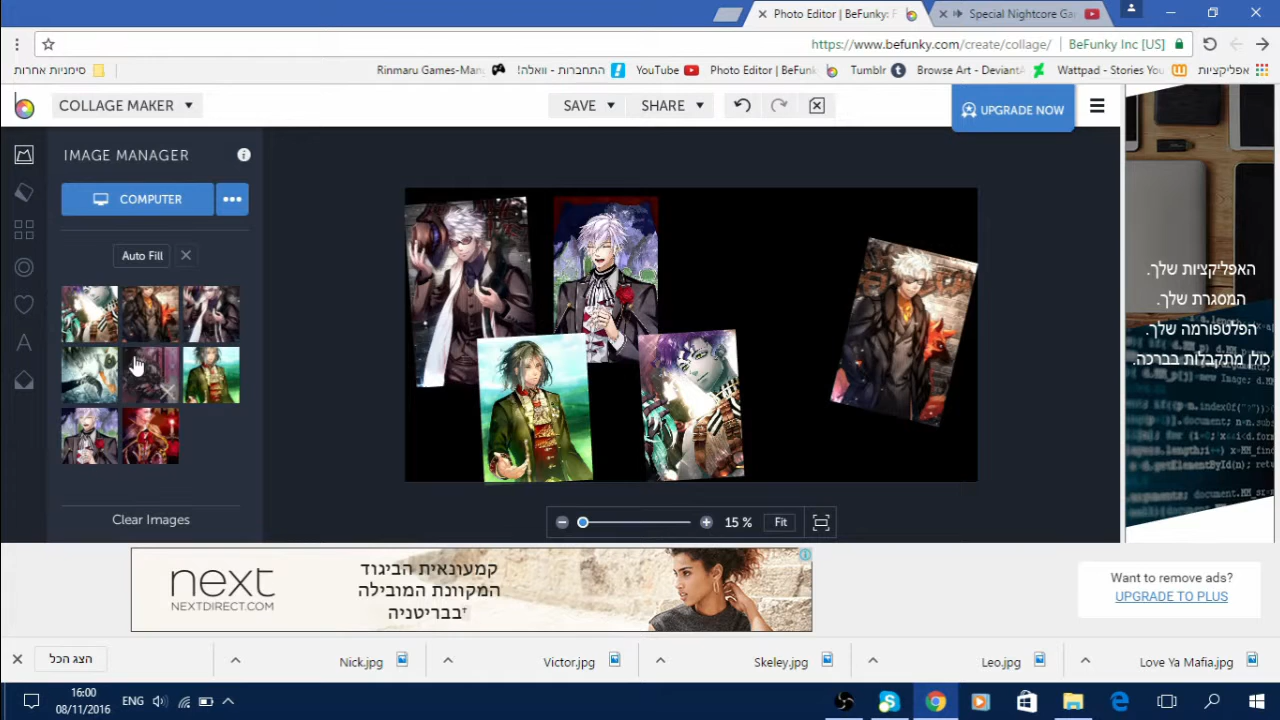 Photo Editor | BeFunky: F
Special Nightcore Ga
https://www.befunky.com/create/collage/
BeFunky Inc [US]
סימניות אחרות
Rinmaru Games-Mang
התחברות - וואלה!
YouTube
Photo Editor | BeFunk
Tumblr
Browse Art - DeviantA
Wattpad - Stories You
אפליקציות
COLLAGE MAKER
SAVE
SHARE
UPGRADE NOW
IMAGE MANAGER
COMPUTER
Auto Fill
Clear Images
15 %
Fit
האפליקציות שלך.
המסגרת שלך.
הפלטפורמה שלך.
כולן מתקבלות בברכה.
next
NEXTDIRECT.COM
קמעונאית הביגוד
המקוונת המובילה
בבריטניה†
Want to remove ads?
UPGRADE TO PLUS
הצג הכל
Nick.jpg
Victor.jpg
Skeley.jpg
Leo.jpg
Love Ya Mafia.jpg
16:00
08/11/2016
ENG